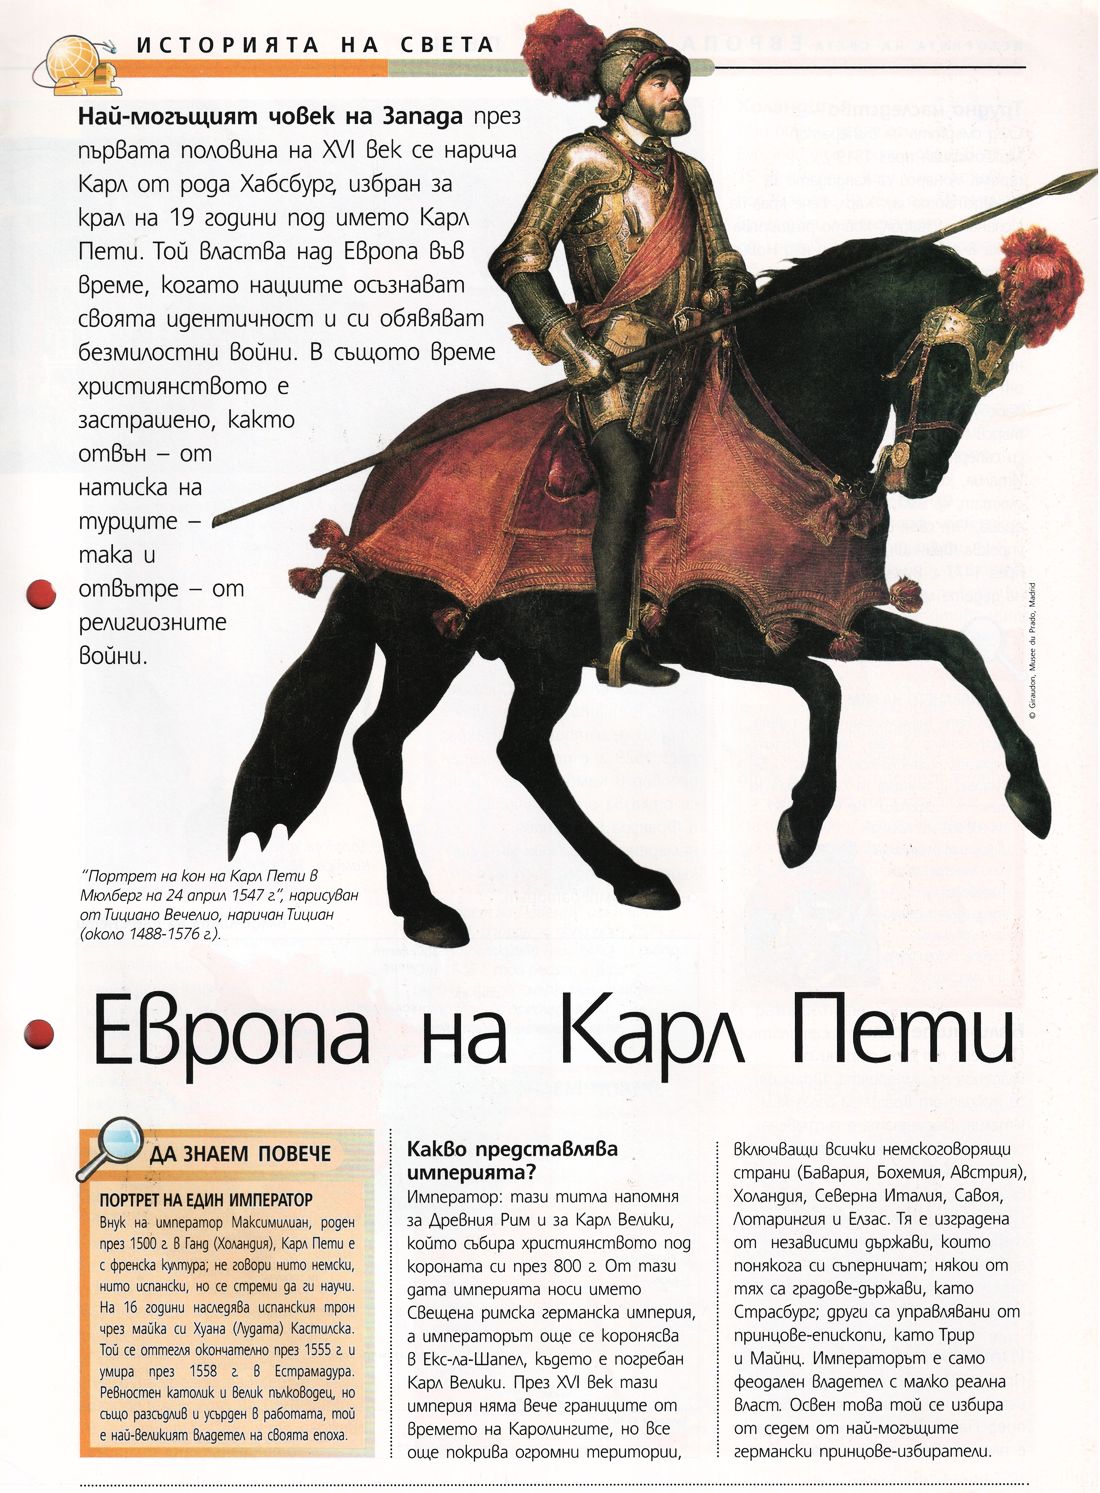 ИСТОРИЯТА НА СВЕТА
Най-могъщият човек на Запада през
първата половина на XVI век се нарича
Карл от рода Хабсбург, избран за
крал на 19 години под името Карл
Пети. Той властва над Европа във
време, когато нациите осъзнават
своята идентичност и си обявяват
безмилостни войни. В същото време
християнството е
застрашено, както
отвън – от
натиска на
турците –
така и
отвътре – от
религиозните
войни.
© Giraudon, Musee du Prado, Madrid
"Портрет на кон на Карл Пети в
Мюлберг на 24 април 1547 г.", нарисуван
от Тициано Вечелио, наричан Тициан
(около 1488-1576 г.).
Европа на Карл Пети
ДА ЗНАЕМ ПОВЕЧЕ
ПОРТРЕТ НА ЕДИН ИМПЕРАТОР
Внук на император Максимилиан, роден
през 1500 г. в Ганд (Холандия), Карл Пети е
с френска култура; не говори нито немски,
нито испански, но се стреми да ги научи.
На 16 години наследява испанския трон
чрез майка си Хуана (Лудата) Кастилска.
Той се оттегля окончателно през 1555 г. и
умира през 1558 г. в Естрамадура.
Ревностен католик и велик пълководец, но
също разсъдлив и усърден в работата, той
е най-великият владетел на своята епоха.
Какво представлява
империята?
Император: тази титла напомня
за Древния Рим и за Карл Велики,
който събира християнството под
короната си през 800 г. От тази
дата империята носи името
Свещена римска германска империя,
а императорът още се коронясва
в Екс-ла-Шапел, където е погребан
Карл Велики. През XVI век тази
империя няма вече границите от
времето на Каролингите, но все
още покрива огромни територии,
включващи всички немскоговорящи
страни (Бавария, Бохемия, Австрия),
Холандия, Северна Италия, Савоя,
Лотарингия и Елзас. Тя е изградена
от независими държави, които
понякога си съперничат; някои от
тях са градове-държави, като
Страсбург; други са управлявани от
принцове-епископи, като Трир
и Майнц. Императорът е само
феодален владетел с малко реална
власт. Освен това той се избира
от седем от най-могъщите
германски принцове-избиратели.